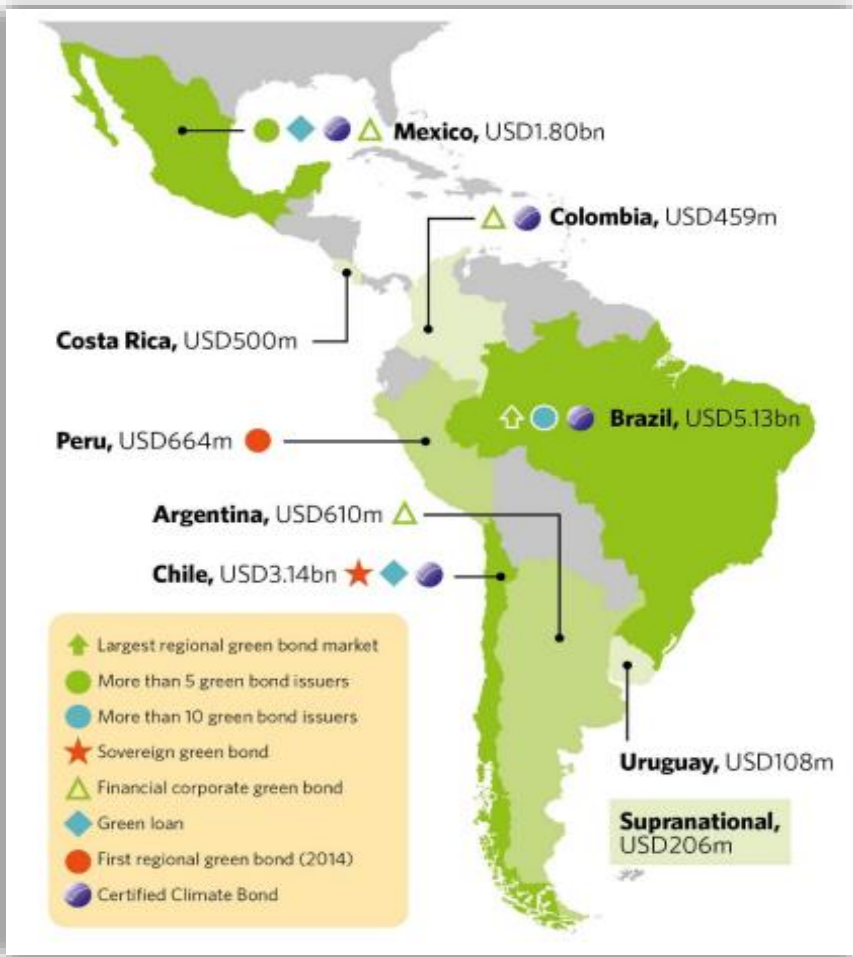 Mexico, USD1.80bn
Colombia, USD459m
Costa Rica, USD500m
Brazil, USD5.13bn
Peru, USD664m
Argentina, USD610m
Chile, USD3.14bn
Largest regional green bond market
More than 5 green bond issuers
More than 10 green bond issuers
Sovereign green bond
Financial corporate green bond
Green loan
First regional green bond (2014)
Certified Climate Bond
Uruguay, USD108m
Supranational,
USD206m